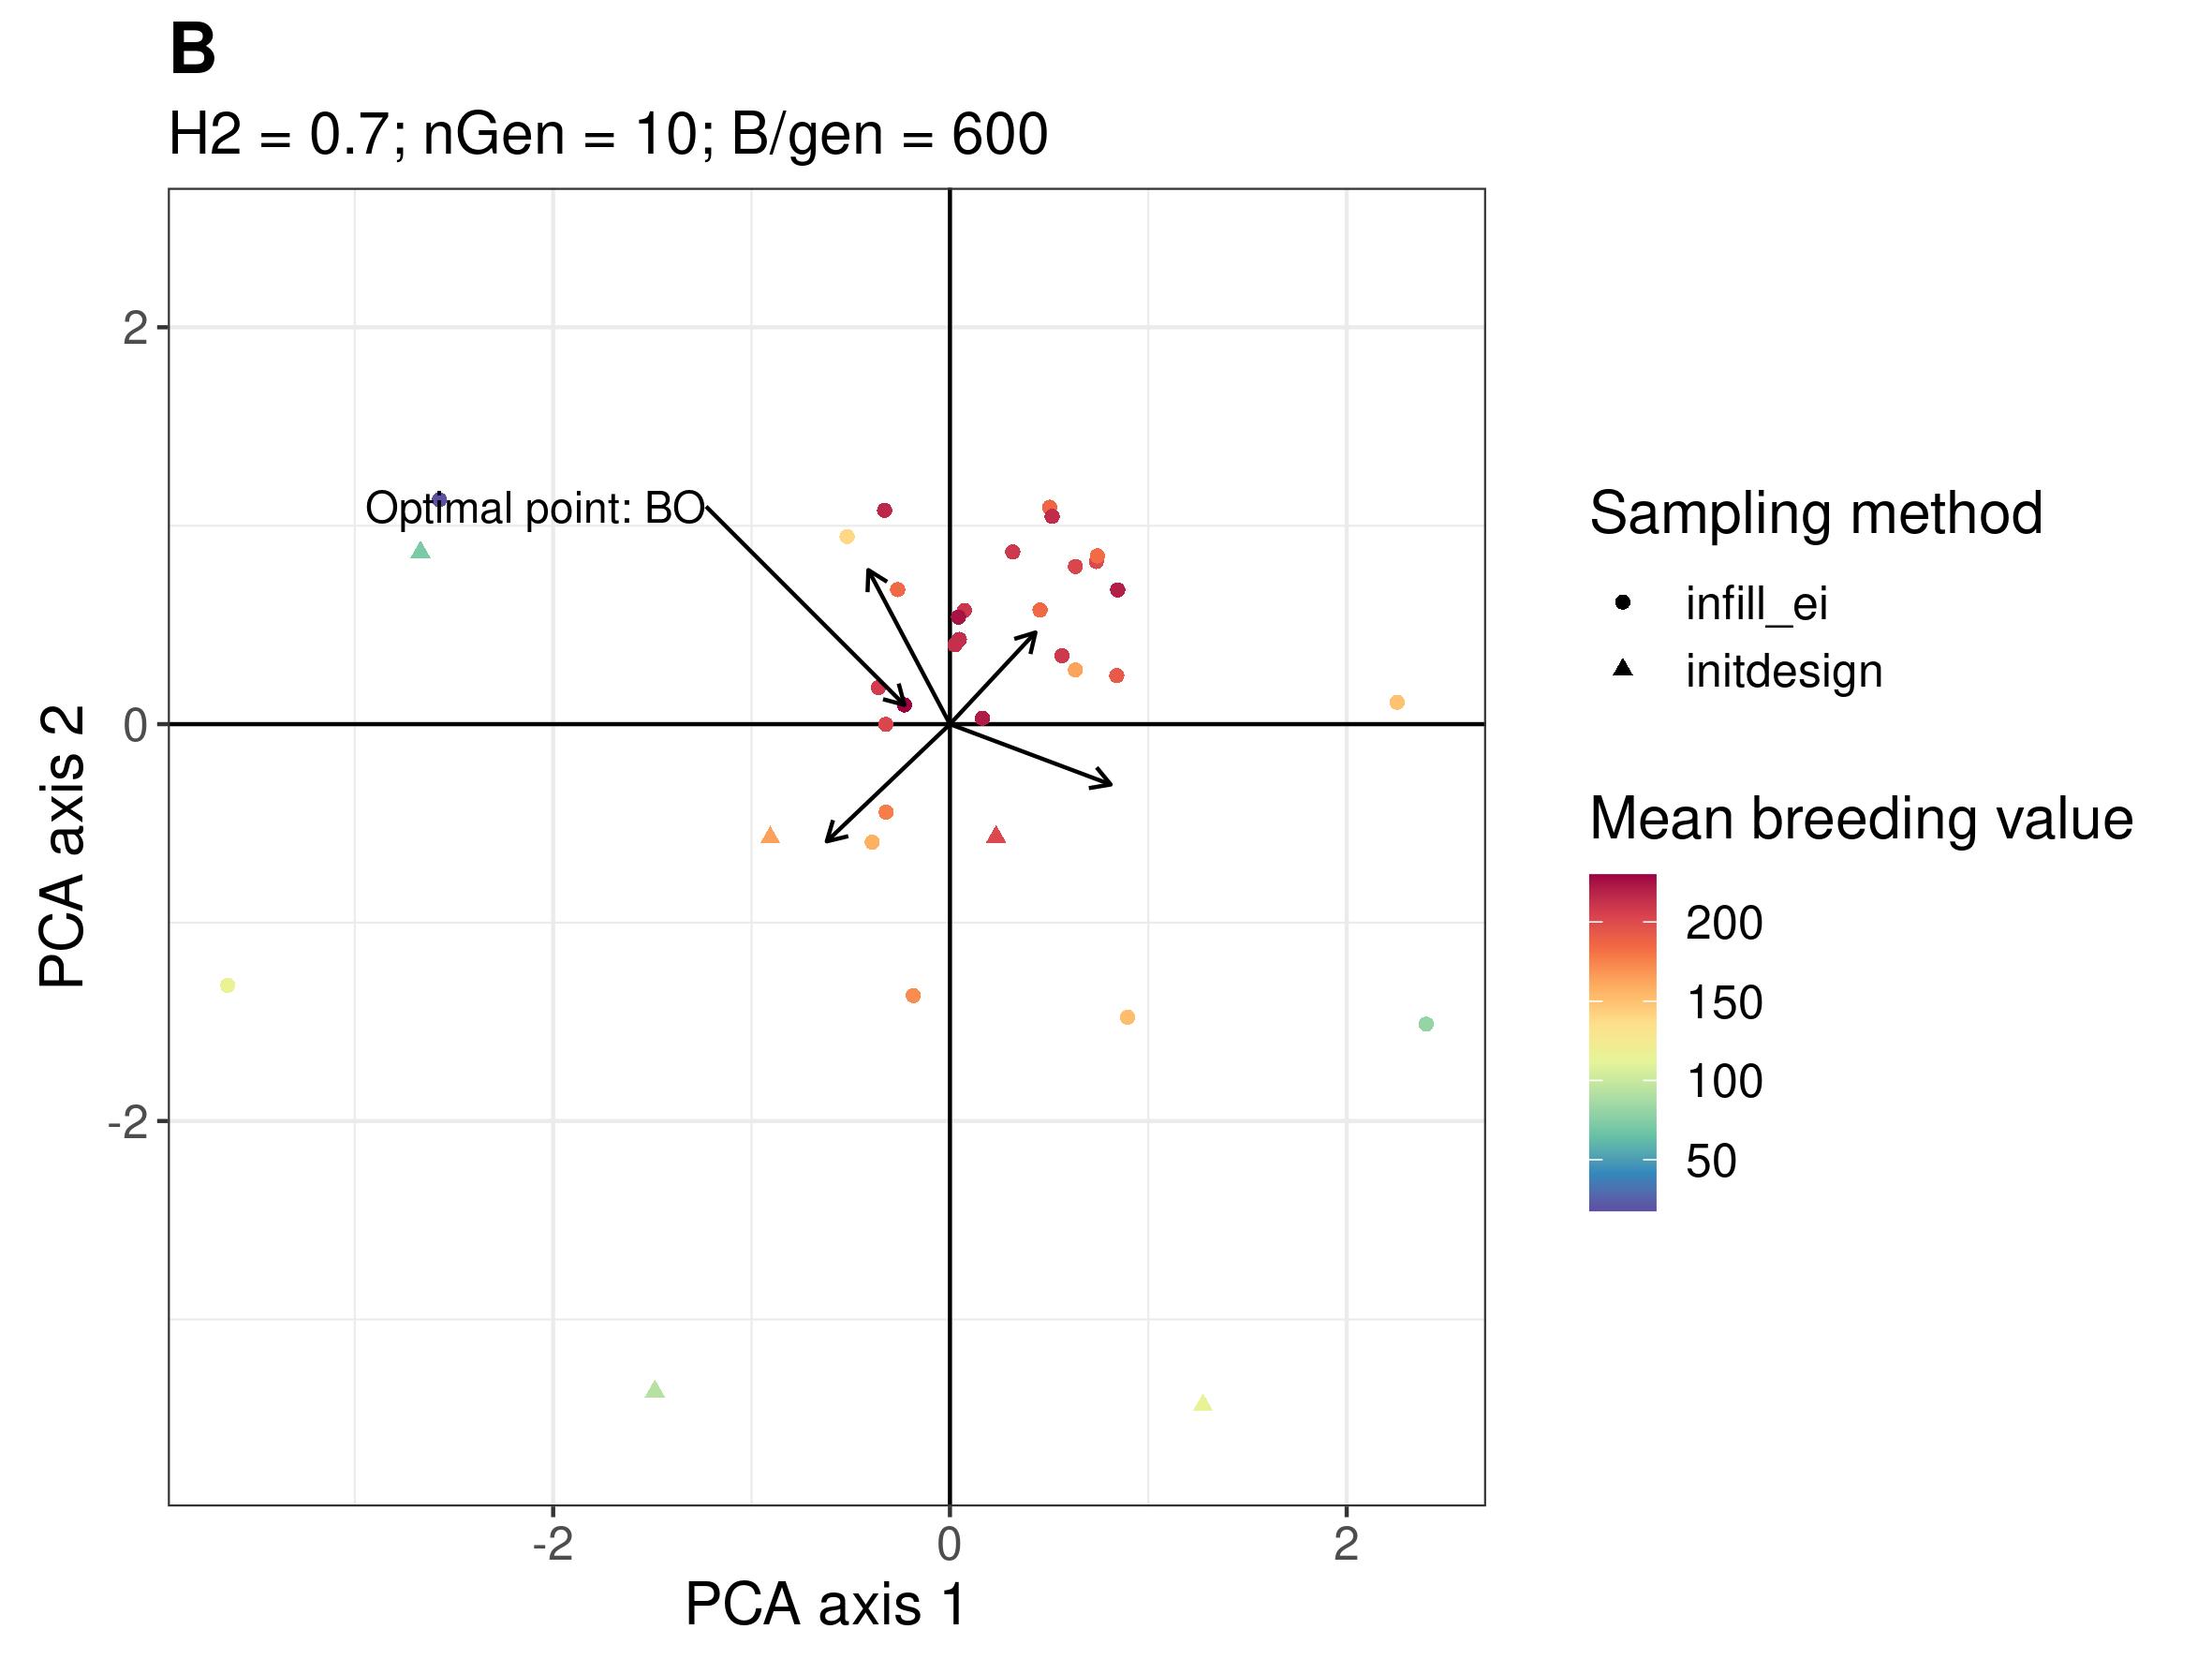 B
H2 = 0.7; nGen = 10; B/gen = 600
Optimal point: BO
2
0
-2
-2
0
2
PCA axis 1
PCA axis 2
Sampling method
infill_ei
initdesign
Mean breeding value
200
150
100
50